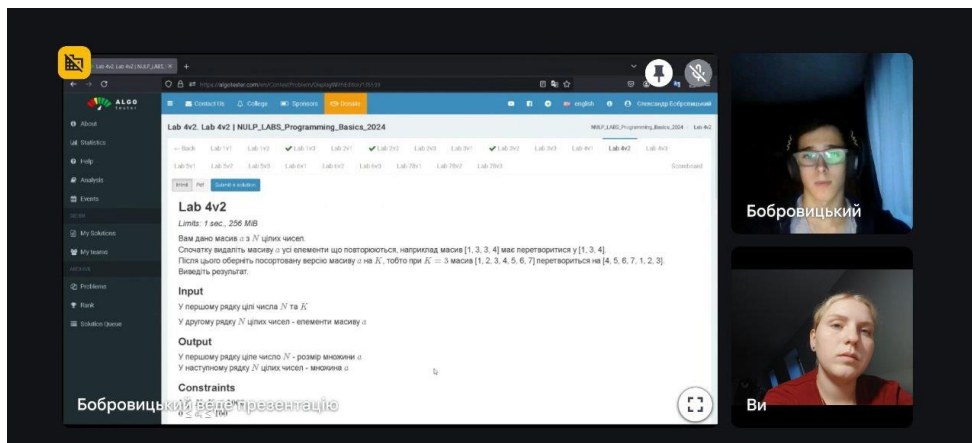 Lab 4v2, Lab 4v2 | NULP_LABS_
ALGO
Contact Us
College
Sponsors
Donate
english
Олександр Бобровицький
About
Statistics
Help
Analysis
Events
My Solutions
My teams
ARCHIVE
Problems
Rank
Solution Queue
Lab 4v2. Lab 4v2 | NULP_LABS_Programming_Basics_2024
NULP_LABS_Programming_Basics_2024 / Lab 4v2
← Back Lab 1v1 Lab 1v2 Lab 1v3 Lab 2v1 Lab 2v2 Lab 2v3 Lab 3v1 Lab 3v2 Lab 3v3 Lab 4v1 Lab 4v2 Lab 4v3
Lab 5v1 Lab 5v2 Lab 5v3 Lab 6v1 Lab 6v2 Lab 6v3 Lab 78v1 Lab 78v2 Lab 78v3 Scoreboard
Html Pdf Submit a solution
Lab 4v2
Limits: 1 sec., 256 MiB
Вам дано масив a з N цілих чисел.
Спочатку видаліть масиву a усі елементи що повторюються, наприклад масив [1, 3, 3, 4] має перетворитися у [1, 3, 4].
Після цього оберніть посортовану версію масиву a на K, тобто при K = 3 масив [1, 2, 3, 4, 5, 6, 7] перетвориться на [4, 5, 6, 7, 1, 2, 3].
Виведіть результат.
Input
У першому рядку цілі числа N та K
У другому рядку N цілих чисел - елементи масиву a
Output
У першому рядку ціле число N - розмір множини a
У наступному рядку N цілих чисел - множина a
Constraints
Бобровицький веде презентацію
Бобровицький
Ви